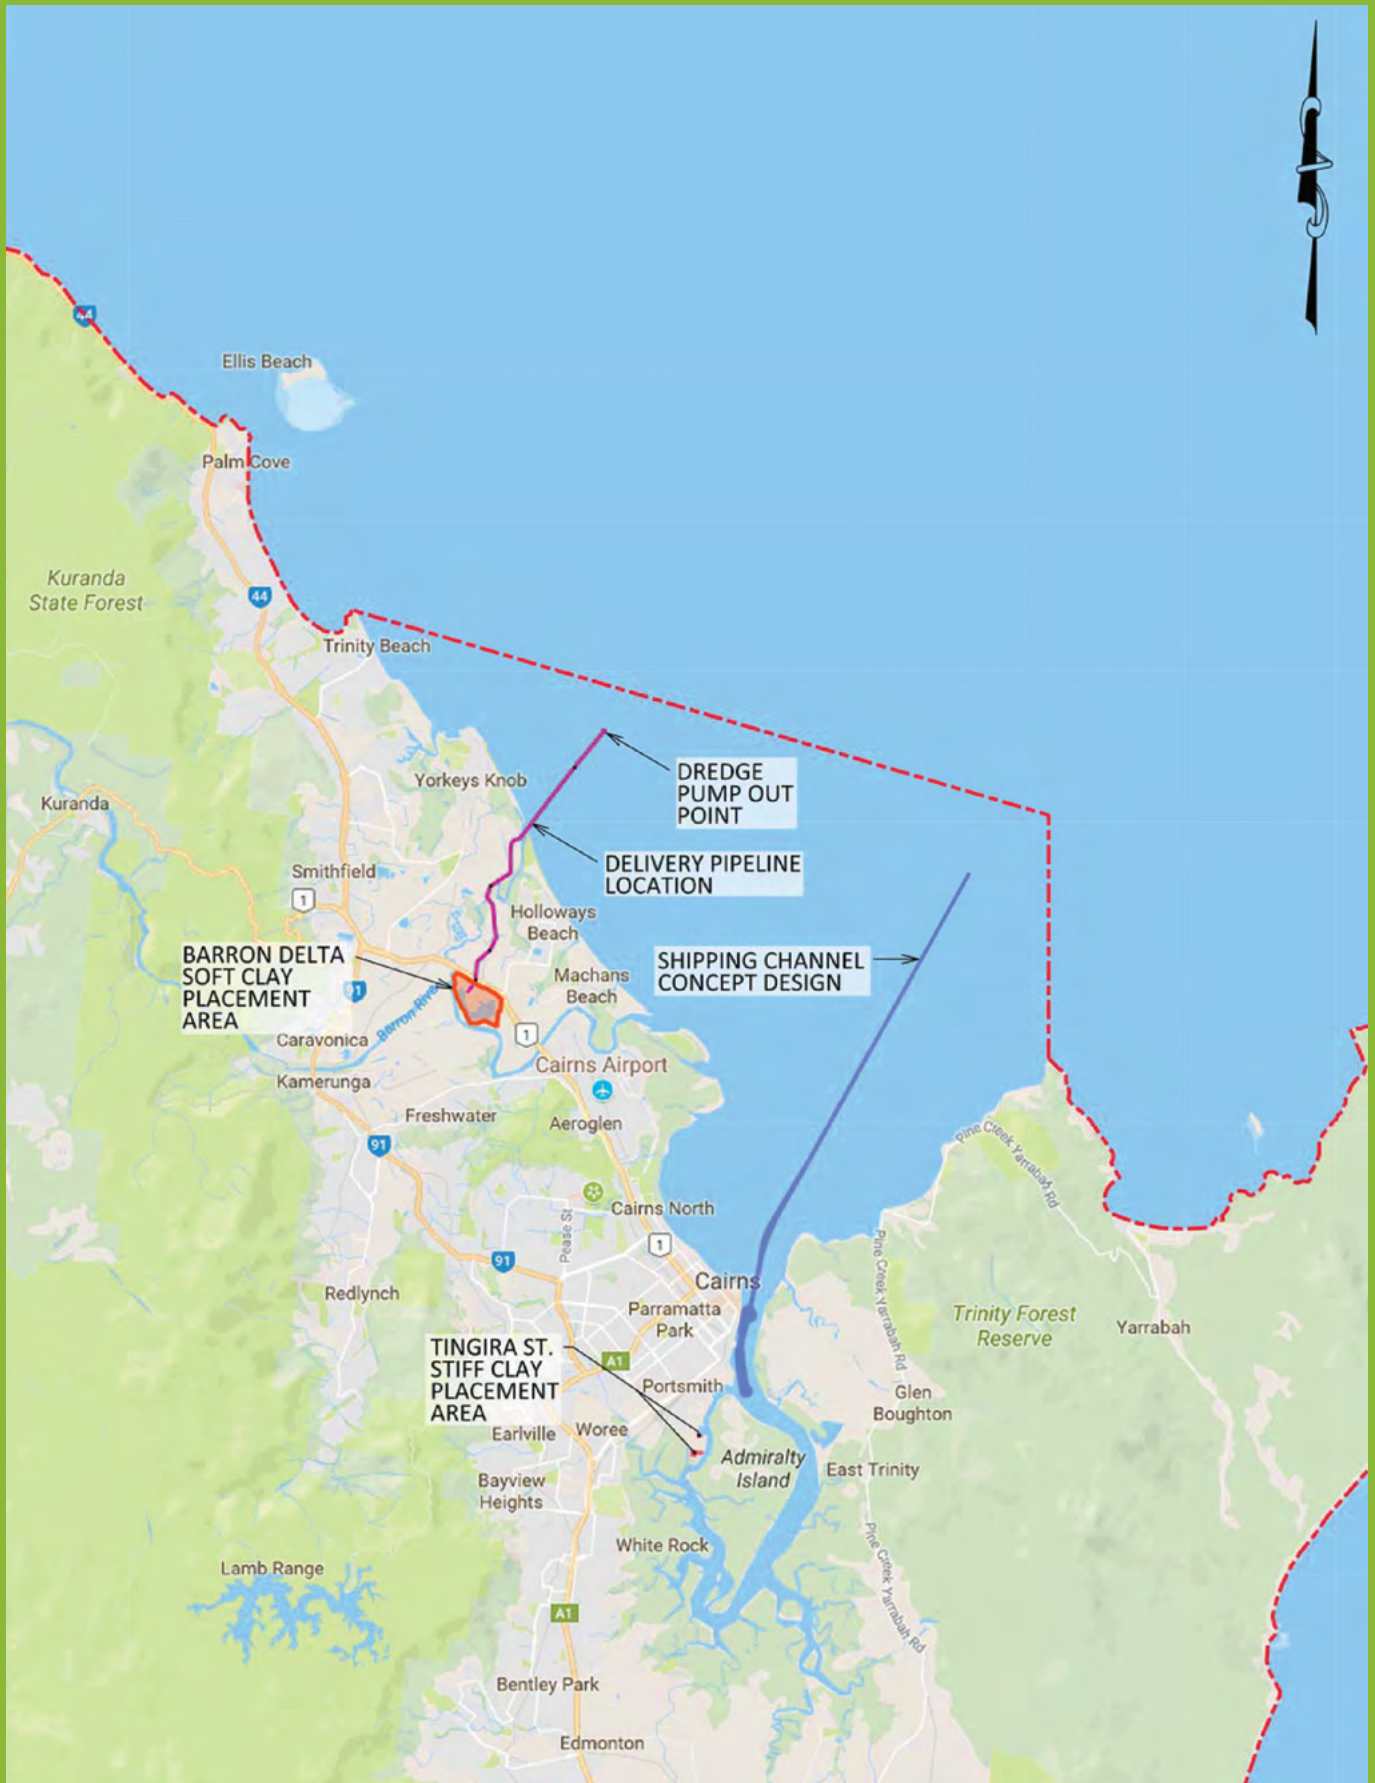 44
Ellis Beach
Palm Cove
Kuranda
State Forest
44
Trinity Beach
DREDGE
PUMP OUT
POINT
Yorkeys Knob
Kuranda
DELIVERY PIPELINE
LOCATION
Smithfield
1
Holloways
Beach
BARRON DELTA
SOFT CLAY
PLACEMENT
AREA
SHIPPING CHANNEL
CONCEPT DESIGN
Machans
Beach
91
Barron River
1
Caravonica
Cairns Airport
Kamerunga
Freshwater
Aeroglen
91
Pine Creek Yarrabah Rd
Cairns North
Pease St
1
91
Cairns
Redlynch
Parramatta
Park
Pine Creek-Yarrabah Rd
Trinity Forest
Reserve
Yarrabah
TINGIRA ST.
STIFF CLAY
PLACEMENT
AREA
A1
Portsmith
Glen
Boughton
Earlville
Woree
Admiralty
Island
East Trinity
Bayview
Heights
White Rock
Pine Creek Yarrabah Rd
Lamb Range
A1
Bentley Park
Edmonton